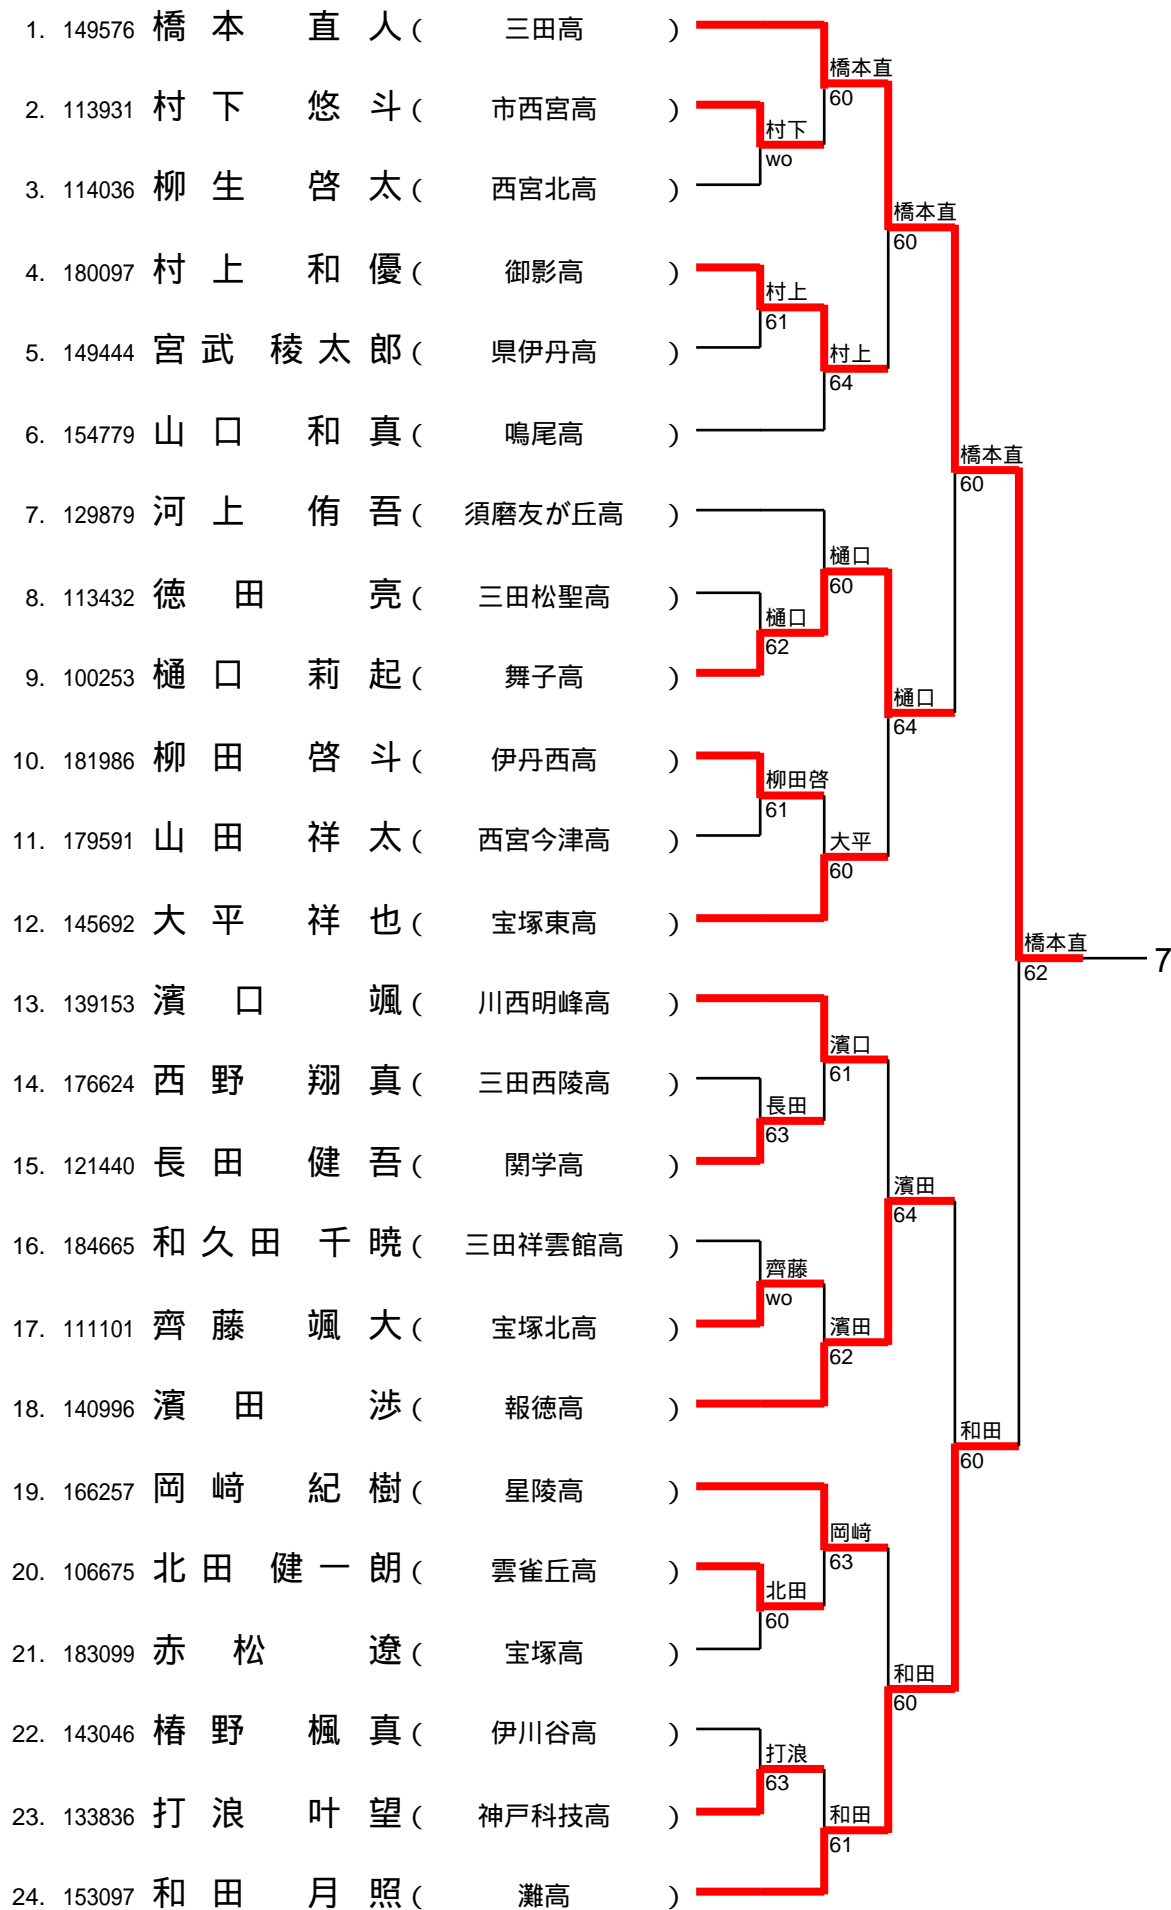 1. 149576 橋本 直人 ( 三田高 )
橋本直
60
2. 113931 村下 悠斗 ( 市西宮高 )
村下
wo
3. 114036 柳生 啓太 ( 西宮北高 )
橋本直
60
4. 180097 村上 和優 ( 御影高 )
村上
61
5. 149444 宮武 稜太郎 ( 県伊丹高 )
村上
64
6. 154779 山口 和真 ( 鳴尾高 )
橋本直
60
7. 129879 河上 侑吾 ( 須磨友が丘高 )
樋口
60
8. 113432 徳田 亮 ( 三田松聖高 )
樋口
62
9. 100253 樋口 莉起 ( 舞子高 )
樋口
64
10. 181986 柳田 啓斗 ( 伊丹西高 )
柳田啓
61
11. 179591 山田 祥太 ( 西宮今津高 )
大平
60
12. 145692 大平 祥也 ( 宝塚東高 )
橋本直
62
7
13. 139153 濱口 颯 ( 川西明峰高 )
濱口
61
14. 176624 西野 翔真 ( 三田西陵高 )
長田
63
15. 121440 長田 健吾 ( 関学高 )
濱田
64
16. 184665 和久田 千暁 ( 三田祥雲館高 )
齊藤
wo
17. 111101 齊藤 颯大 ( 宝塚北高 )
濱田
62
18. 140996 濱田 渉 ( 報徳高 )
和田
60
19. 166257 岡﨑 紀樹 ( 星陵高 )
岡﨑
63
20. 106675 北田 健一朗 ( 雲雀丘高 )
北田
60
21. 183099 赤松 遼 ( 宝塚高 )
和田
60
22. 143046 椿野 楓真 ( 伊川谷高 )
打浪
63
23. 133836 打浪 叶望 ( 神戸科技高 )
和田
61
24. 153097 和田 月照 ( 灘高 )